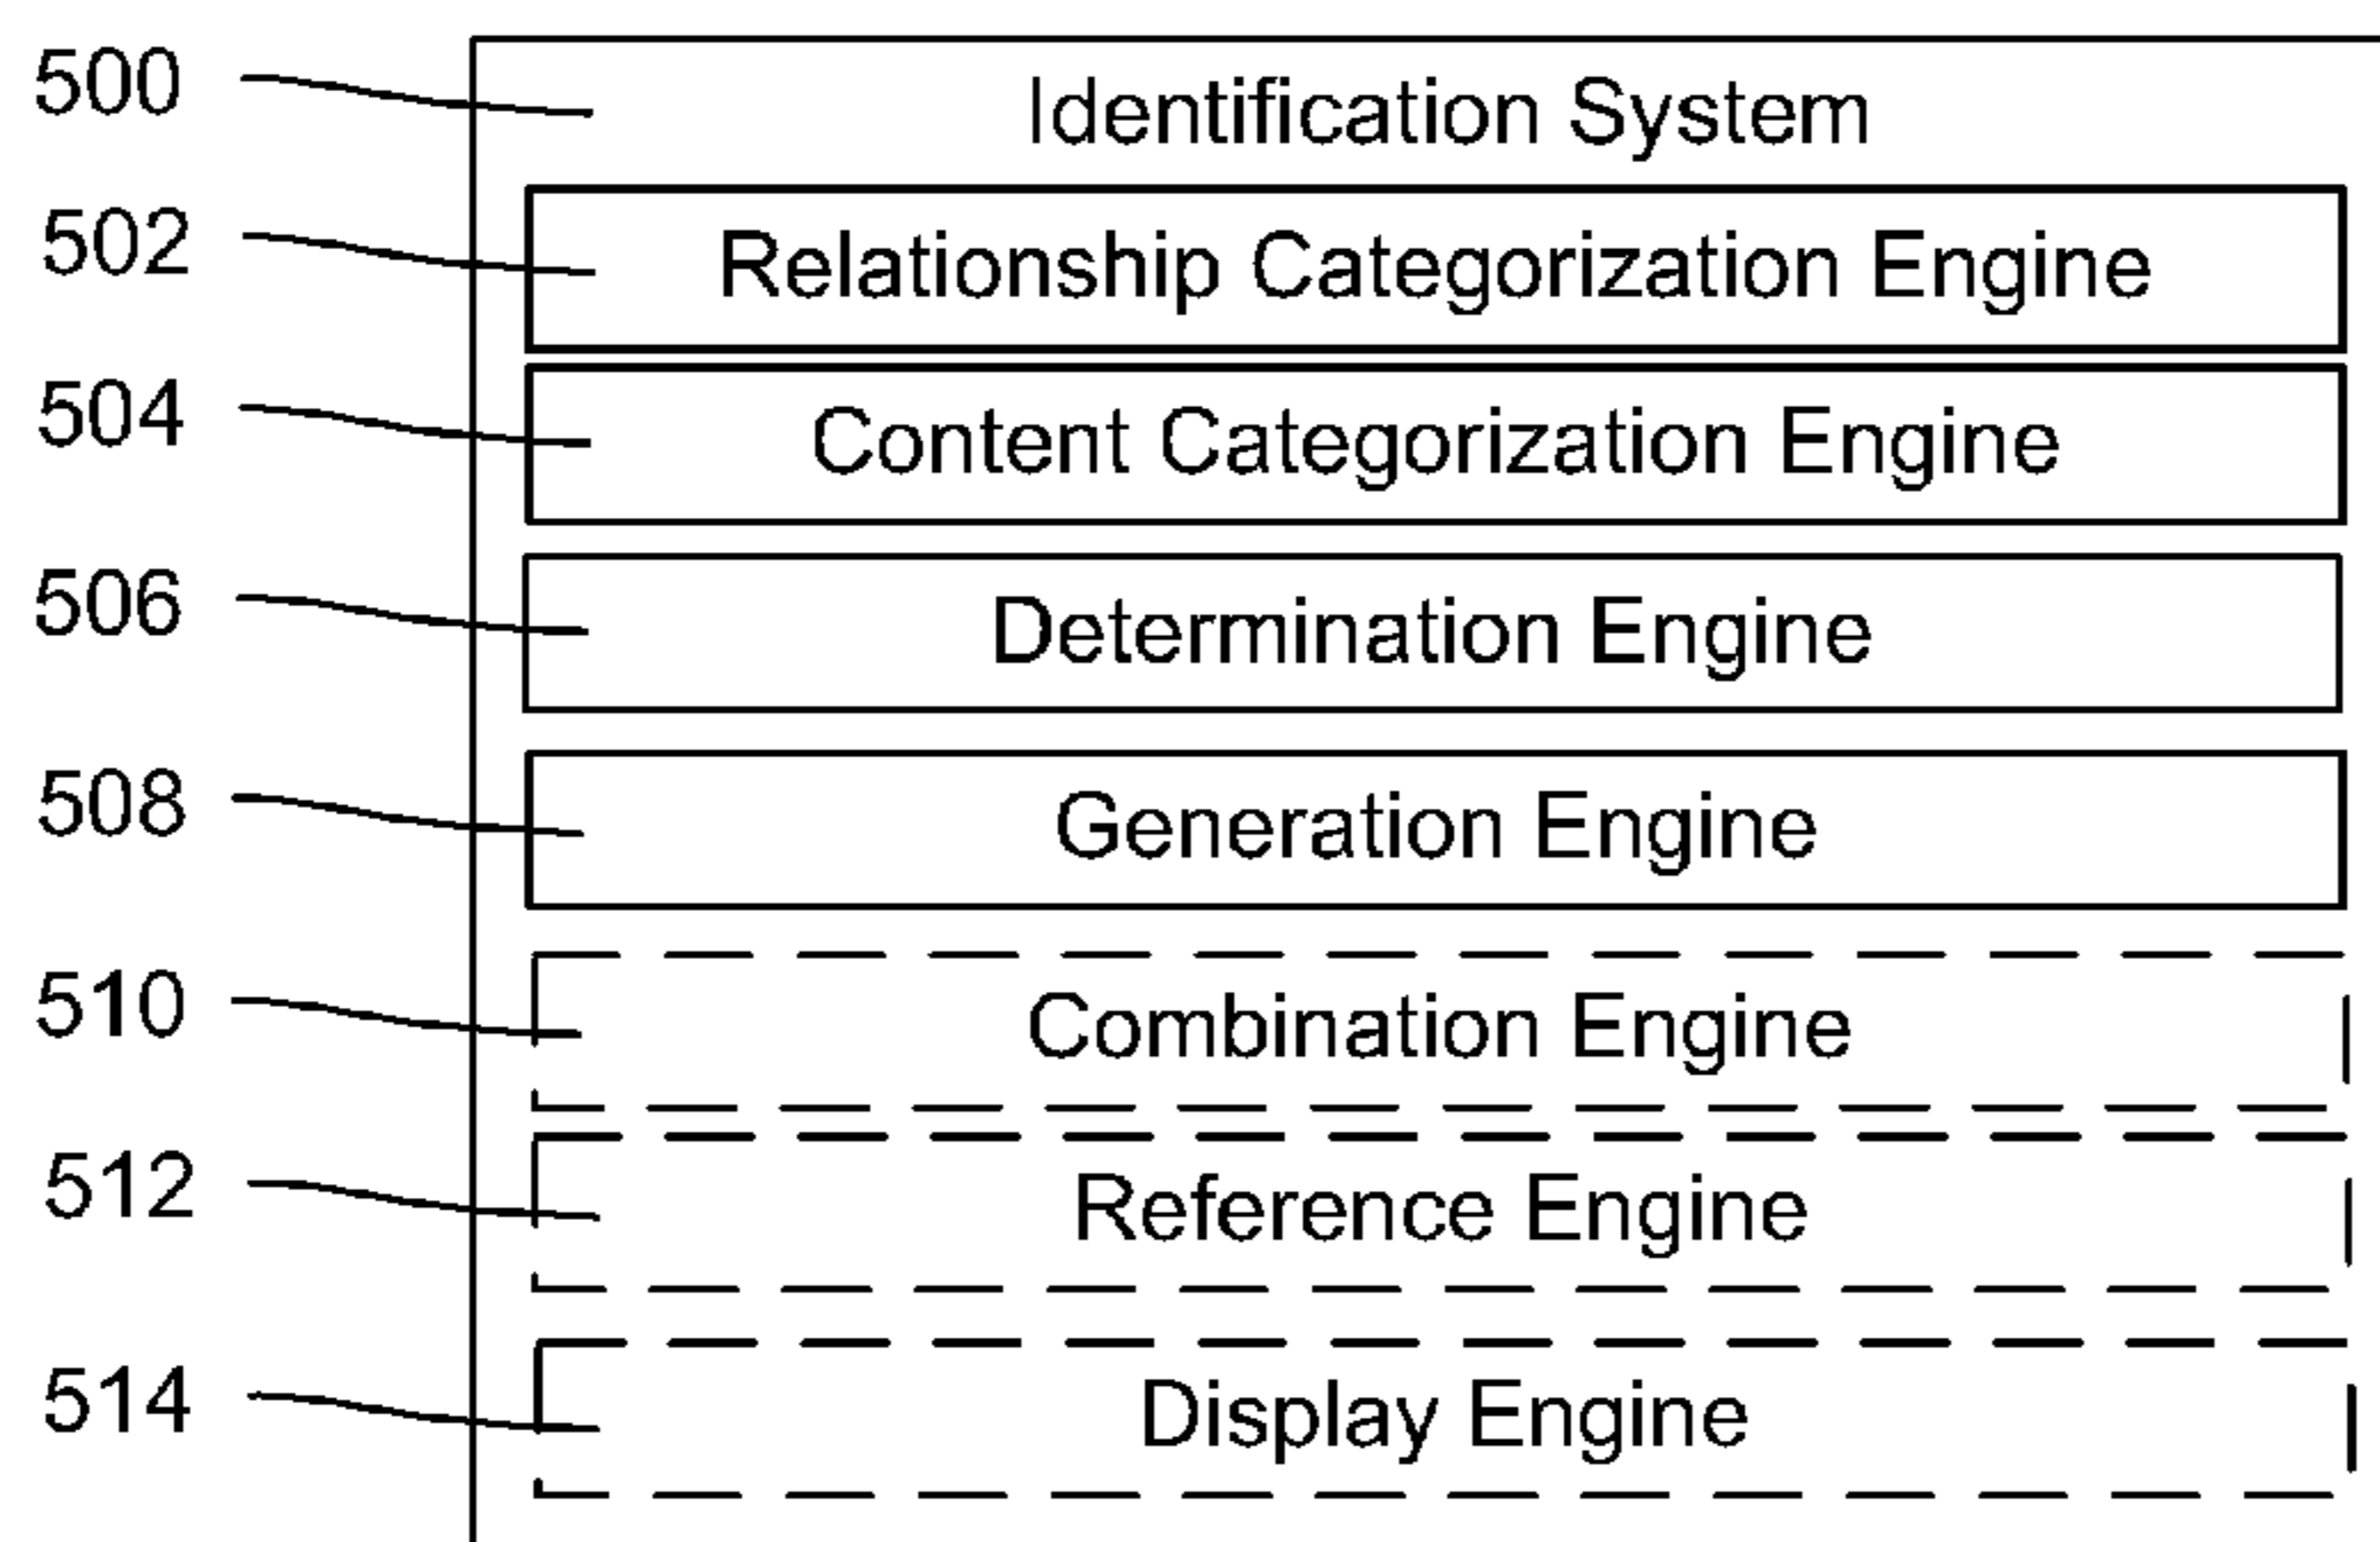 500 Identification System
502 Relationship Categorization Engine
504 Content Categorization Engine
506 Determination Engine
508 Generation Engine
510 Combination Engine
512 Reference Engine
514 Display Engine